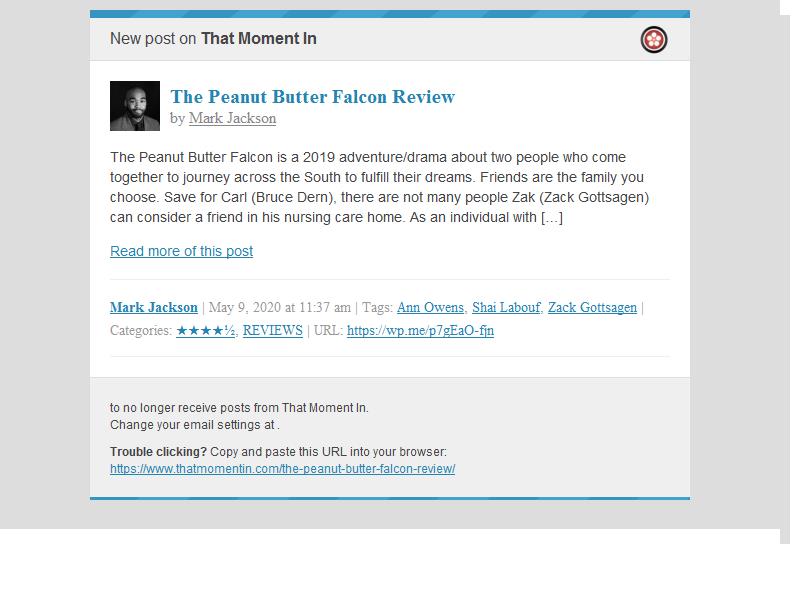 New post on That Moment In
The Peanut Butter Falcon Review
by Mark Jackson
The Peanut Butter Falcon is a 2019 adventure/drama about two people who come
together to journey across the South to fulfill their dreams. Friends are the family you
choose. Save for Carl (Bruce Dern), there are not many people Zak (Zack Gottsagen)
can consider a friend in his nursing care home. As an individual with […]
Read more of this post
Mark Jackson | May 9, 2020 at 11:37 am | Tags: Ann Owens, Shai Labouf, Zack Gottsagen |
Categories: ★★★★½, REVIEWS | URL: https://wp.me/p7gEaO-fjn
to no longer receive posts from That Moment In.
Change your email settings at .
Trouble clicking? Copy and paste this URL into your browser:
https://www.thatmomentin.com/the-peanut-butter-falcon-review/